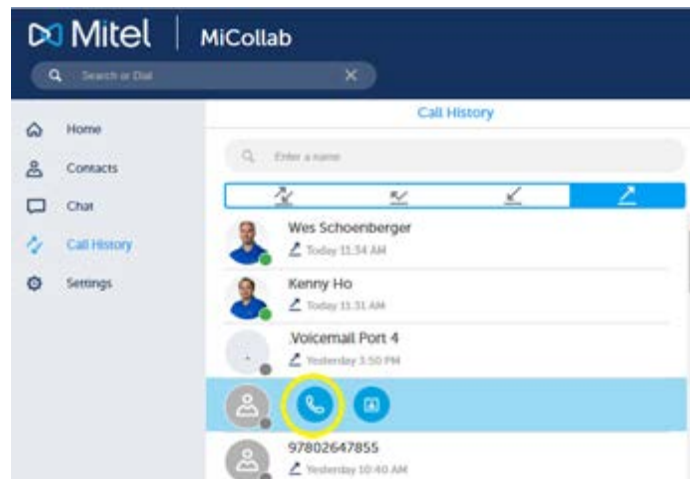 Mitel | MiCollab
Search or Dial
Home
Contacts
Chat
Call History
Settings
Call History
Enter a name
Wes Schoenberger
Today 11:34 AM
Kenny Ho
Today 11:31 AM
.Voicemail Port 4
Yesterday 3:50 PM
97802647855
Yesterday 10:40 AM